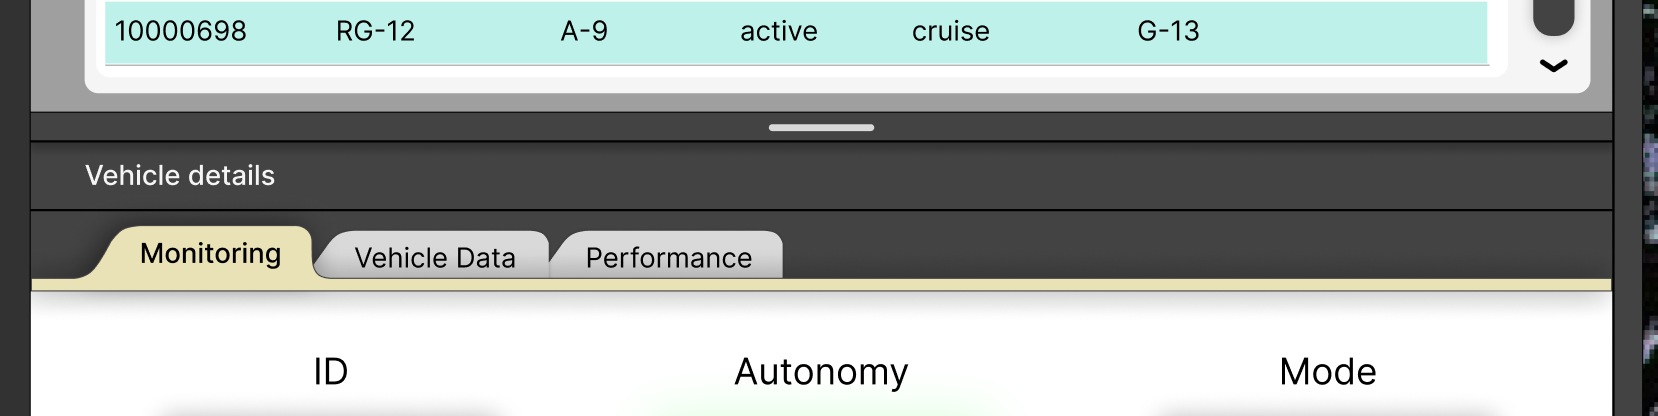 10000698 RG-12 A-9 active cruise G-13
Vehicle details
Monitoring Vehicle Data Performance
ID Autonomy Mode